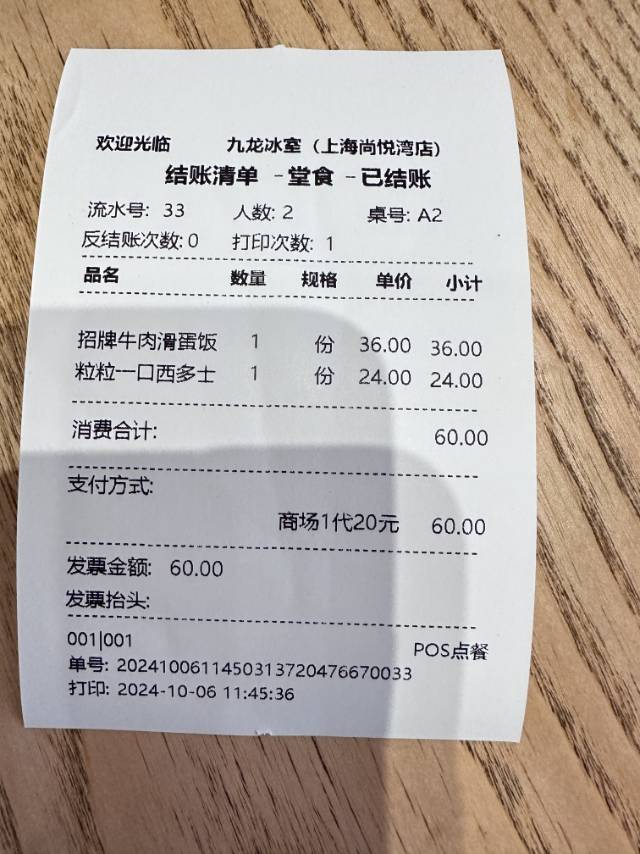 欢迎光临 九龙冰室（上海尚悦湾店）
结账清单 - 堂食 - 已结账
流水号: 33 人数: 2 桌号: A2
反结账次数: 0 打印次数: 1
品名 数量 规格 单价 小计
招牌牛肉滑蛋饭 1 份 36.00 36.00
粒粒一口西多士 1 份 24.00 24.00
消费合计: 60.00
支付方式:
商场1代20元 60.00
发票金额: 60.00
发票抬头:
001|001 POS点餐
单号: 2024100611450313720476670033
打印: 2024-10-06 11:45:36